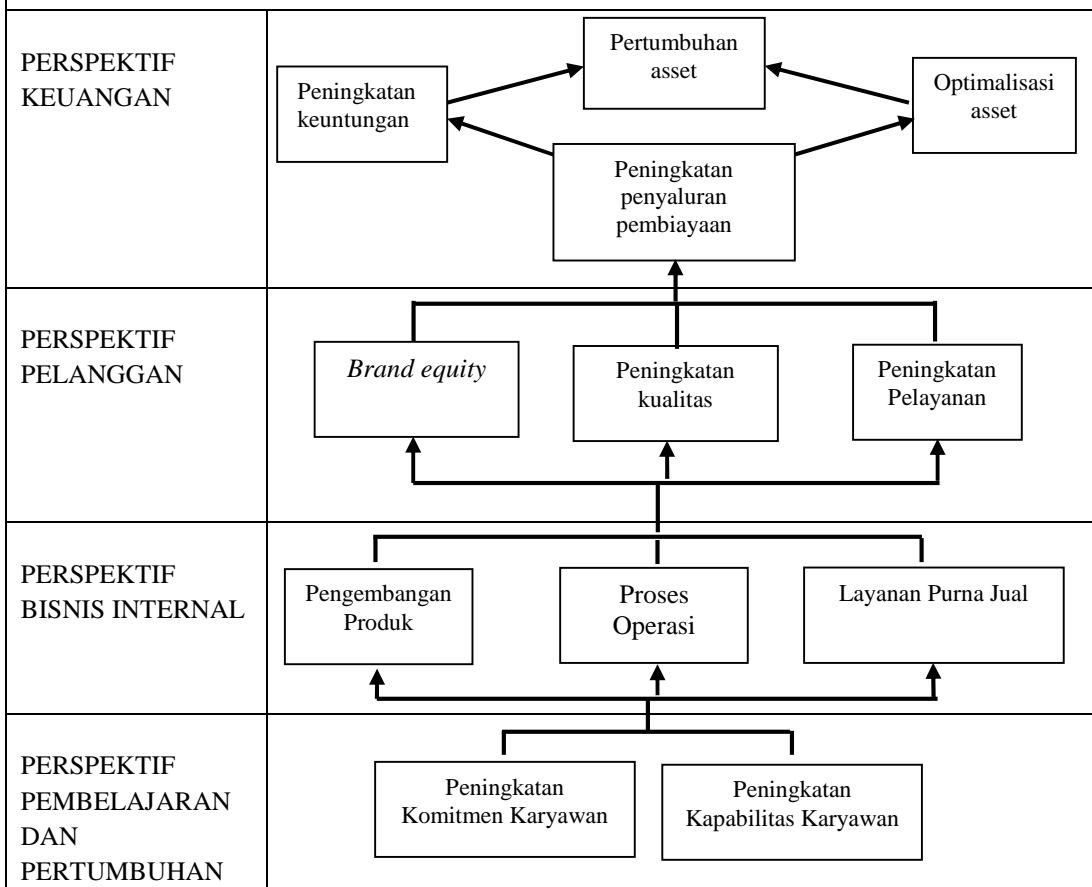 PERSPEKTIF
KEUANGAN
Pertumbuhan
asset
Peningkatan
keuntungan
Optimalisasi
asset
Peningkatan
penyaluran
pembiayaan
PERSPEKTIF
PELANGGAN
Brand equity
Peningkatan
kualitas
Peningkatan
Pelayanan
PERSPEKTIF
BISNIS INTERNAL
Pengembangan
Produk
Proses
Operasi
Layanan Purna Jual
PERSPEKTIF
PEMBELAJARAN
DAN
PERTUMBUHAN
Peningkatan
Komitmen Karyawan
Peningkatan
Kapabilitas Karyawan